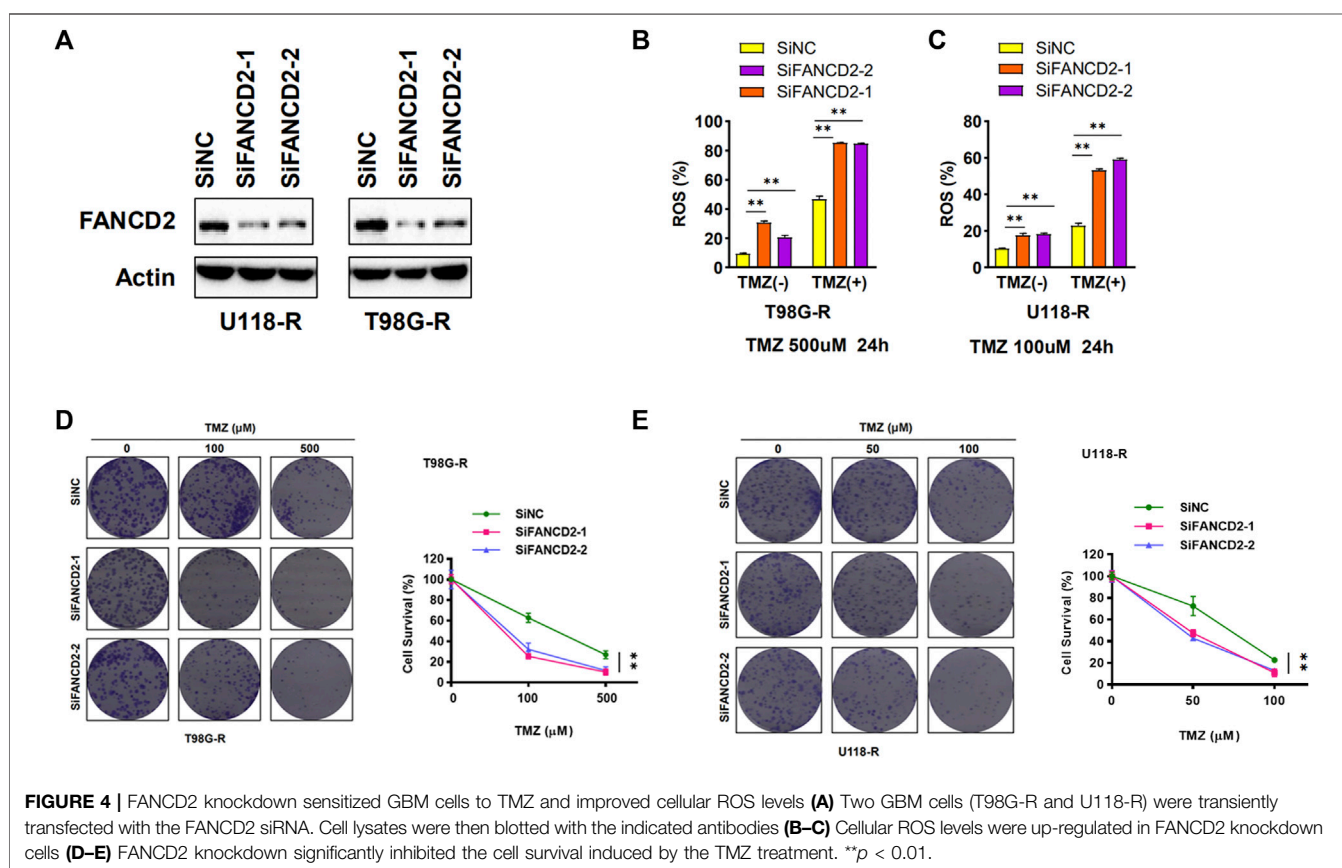 A
SiNC
SiFANCD2-1
SiFANCD2-2
SiNC
SiFANCD2-1
SiFANCD2-2
FANCD2
Actin
U118-R
T98G-R
B
SiNC
SiFANCD2-2
SiFANCD2-1
ROS (%)
100
80
60
40
20
0
**
**
**
**
TMZ(-)
TMZ(+)
T98G-R
TMZ 500uM 24h
C
SiNC
SiFANCD2-1
SiFANCD2-2
ROS (%)
80
60
40
20
0
**
**
**
**
TMZ(-)
TMZ(+)
U118-R
TMZ 100uM 24h
D
TMZ (μM)
0
100
500
SiNC
SiFANCD2-1
SiFANCD2-2
T98G-R
T98G-R
SiNC
SiFANCD2-1
SiFANCD2-2
Cell Survival (%)
120
100
80
60
40
20
0
**
0
100
500
TMZ (μM)
E
TMZ (μM)
0
50
100
SiNC
SiFANCD2-1
SiFANCD2-2
U118-R
U118-R
SiNC
SiFANCD2-1
SiFANCD2-2
Cell Survival (%)
120
100
80
60
40
20
0
**
0
50
100
TMZ (μM)
FIGURE 4 | FANCD2 knockdown sensitized GBM cells to TMZ and improved cellular ROS levels (A) Two GBM cells (T98G-R and U118-R) were transiently
transfected with the FANCD2 siRNA. Cell lysates were then blotted with the indicated antibodies (B–C) Cellular ROS levels were up-regulated in FANCD2 knockdown
cells (D–E) FANCD2 knockdown significantly inhibited the cell survival induced by the TMZ treatment. **p < 0.01.